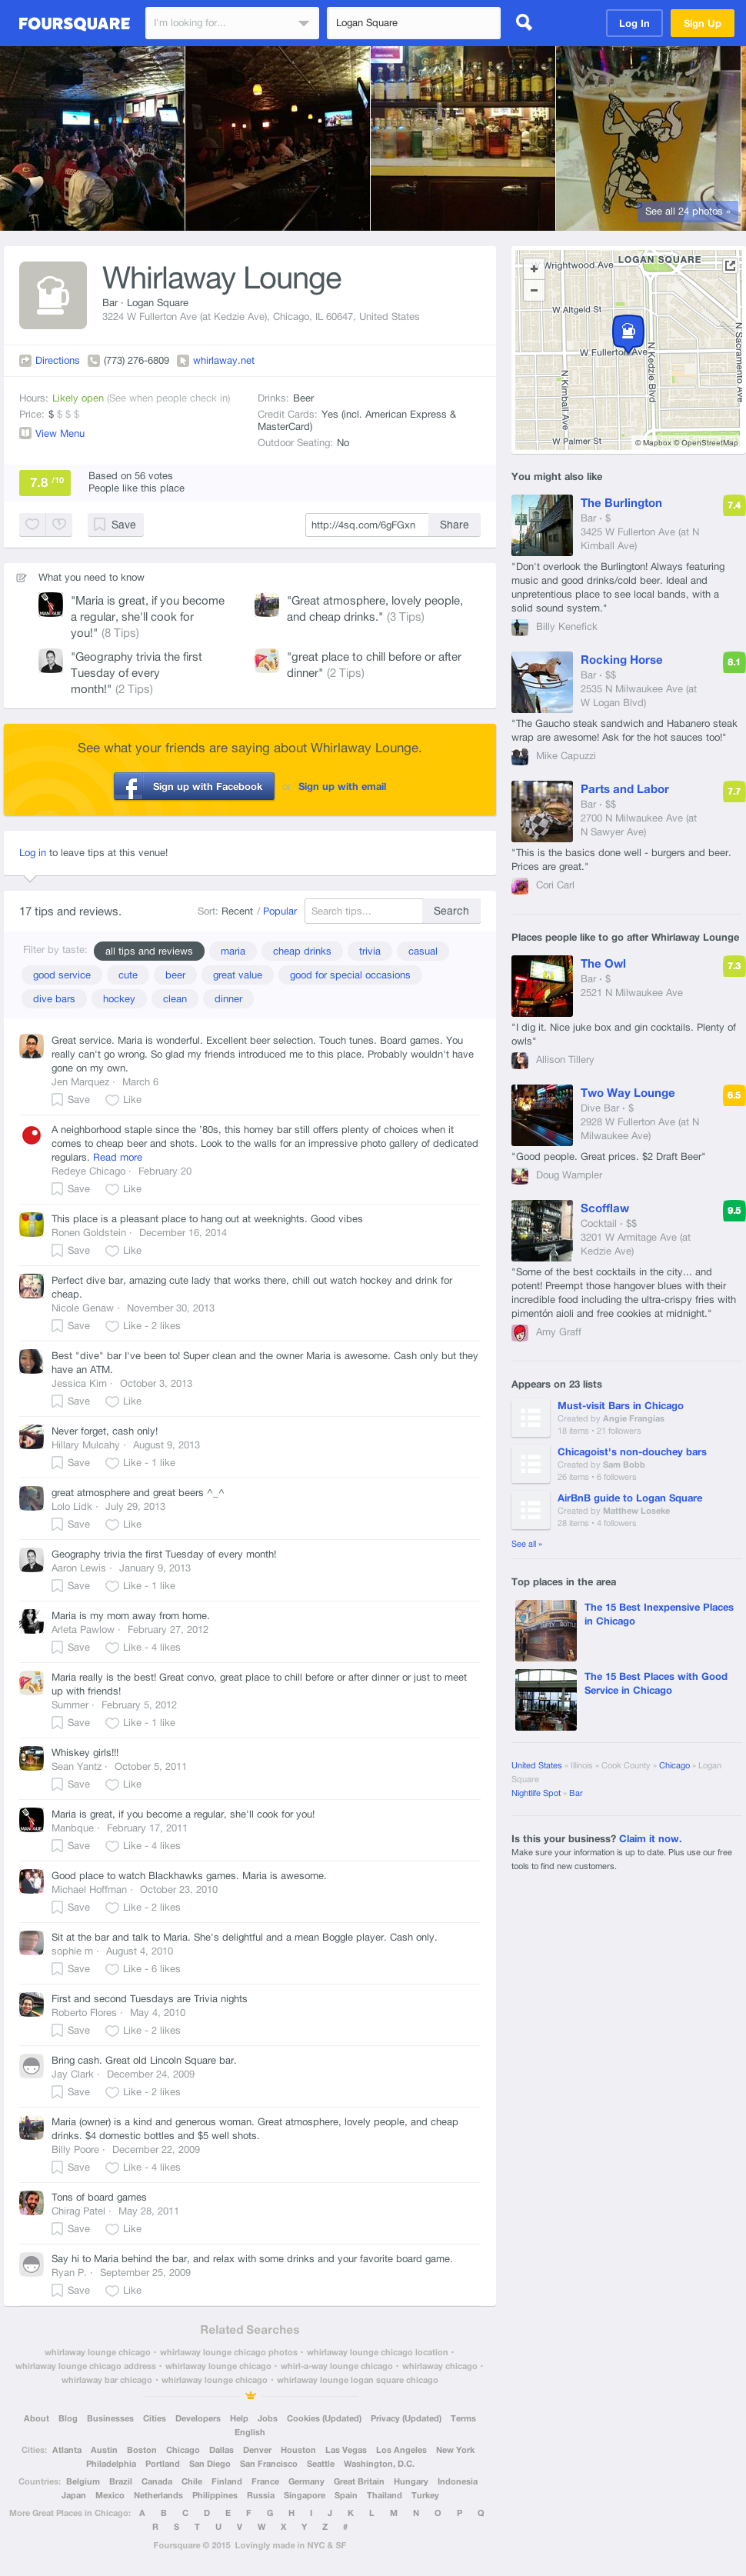 FOURSQUARE
I'm looking for...
Logan Square
Log In
Sign Up
See all 24 photos »
Whirlaway Lounge
Bar · Logan Square
3224 W Fullerton Ave (at Kedzie Ave), Chicago, IL 60647, United States
Directions
(773) 276-6809
whirlaway.net
Hours: Likely open (See when people check in)
Price: $ $ $ $
View Menu
Drinks: Beer
Credit Cards: Yes (incl. American Express &
MasterCard)
Outdoor Seating: No
7.8 /10
Based on 56 votes
People like this place
Save
http://4sq.com/6gFGxn
Share
What you need to know
"Maria is great, if you become
a regular, she'll cook for
you!" (8 Tips)
"Great atmosphere, lovely people,
and cheap drinks." (3 Tips)
"Geography trivia the first
Tuesday of every
month!" (2 Tips)
"great place to chill before or after
dinner" (2 Tips)
See what your friends are saying about Whirlaway Lounge.
Sign up with Facebook
or
Sign up with email
Log in to leave tips at this venue!
17 tips and reviews.
Sort: Recent / Popular
Search tips...
Search
Filter by taste:
all tips and reviews
maria
cheap drinks
trivia
casual
good service
cute
beer
great value
good for special occasions
dive bars
hockey
clean
dinner
Great service. Maria is wonderful. Excellent beer selection. Touch tunes. Board games. You
really can't go wrong. So glad my friends introduced me to this place. Probably wouldn't have
gone on my own.
Jen Marquez · March 6
Save
Like
A neighborhood staple since the '80s, this homey bar still offers plenty of choices when it
comes to cheap beer and shots. Look to the walls for an impressive photo gallery of dedicated
regulars. Read more
Redeye Chicago · February 20
Save
Like
This place is a pleasant place to hang out at weeknights. Good vibes
Ronen Goldstein · December 16, 2014
Save
Like
Perfect dive bar, amazing cute lady that works there, chill out watch hockey and drink for
cheap.
Nicole Genaw · November 30, 2013
Save
Like - 2 likes
Best "dive" bar I've been to! Super clean and the owner Maria is awesome. Cash only but they
have an ATM.
Jessica Kim · October 3, 2013
Save
Like
Never forget, cash only!
Hillary Mulcahy · August 9, 2013
Save
Like - 1 like
great atmosphere and great beers ^_^
Lolo Lidk · July 29, 2013
Save
Like
Geography trivia the first Tuesday of every month!
Aaron Lewis · January 9, 2013
Save
Like - 1 like
Maria is my mom away from home.
Arleta Pawlow · February 27, 2012
Save
Like - 4 likes
Maria really is the best! Great convo, great place to chill before or after dinner or just to meet
up with friends!
Summer · February 5, 2012
Save
Like - 1 like
Whiskey girls!!!
Sean Yantz · October 5, 2011
Save
Like
Maria is great, if you become a regular, she'll cook for you!
Manbque · February 17, 2011
Save
Like - 4 likes
Good place to watch Blackhawks games. Maria is awesome.
Michael Hoffman · October 23, 2010
Save
Like - 2 likes
Sit at the bar and talk to Maria. She's delightful and a mean Boggle player. Cash only.
sophie m · August 4, 2010
Save
Like - 6 likes
First and second Tuesdays are Trivia nights
Roberto Flores · May 4, 2010
Save
Like - 2 likes
Bring cash. Great old Lincoln Square bar.
Jay Clark · December 24, 2009
Save
Like - 2 likes
Maria (owner) is a kind and generous woman. Great atmosphere, lovely people, and cheap
drinks. $4 domestic bottles and $5 well shots.
Billy Poore · December 22, 2009
Save
Like - 4 likes
Tons of board games
Chirag Patel · May 28, 2011
Save
Like
Say hi to Maria behind the bar, and relax with some drinks and your favorite board game.
Ryan P. · September 25, 2009
Save
Like
LOGAN SQUARE
Wrightwood Ave
W Altgeld St
W Fullerton Ave
N Kimball Ave
N Kedzie Blvd
N Sacramento Ave
W Palmer St
© Mapbox © OpenStreetMap
You might also like
The Burlington
7.4
Bar · $
3425 W Fullerton Ave (at N
Kimball Ave)
"Don't overlook the Burlington! Always featuring
music and good drinks/cold beer. Ideal and
unpretentious place to see local bands, with a
solid sound system."
Billy Kenefick
Rocking Horse
8.1
Bar · $$
2535 N Milwaukee Ave (at
W Logan Blvd)
"The Gaucho steak sandwich and Habanero steak
wrap are awesome! Ask for the hot sauces too!"
Mike Capuzzi
Parts and Labor
7.7
Bar · $$
2700 N Milwaukee Ave (at
N Sawyer Ave)
"This is the basics done well - burgers and beer.
Prices are great."
Cori Carl
Places people like to go after Whirlaway Lounge
The Owl
7.3
Bar · $
2521 N Milwaukee Ave
"I dig it. Nice juke box and gin cocktails. Plenty of
owls"
Allison Tillery
Two Way Lounge
6.5
Dive Bar · $
2928 W Fullerton Ave (at N
Milwaukee Ave)
"Good people. Great prices. $2 Draft Beer"
Doug Wampler
Scofflaw
9.5
Cocktail · $$
3201 W Armitage Ave (at
Kedzie Ave)
"Some of the best cocktails in the city... and
potent! Preempt those hangover blues with their
incredible food including the ultra-crispy fries with
pimentón aioli and free cookies at midnight."
Amy Graff
Appears on 23 lists
Must-visit Bars in Chicago
Created by Angie Frangias
18 items • 21 followers
Chicagoist's non-douchey bars
Created by Sam Bobb
26 items • 6 followers
AirBnB guide to Logan Square
Created by Matthew Loseke
28 items • 4 followers
See all »
Top places in the area
The 15 Best Inexpensive Places
in Chicago
The 15 Best Places with Good
Service in Chicago
United States » Illinois » Cook County » Chicago » Logan
Square
Nightlife Spot » Bar
Is this your business? Claim it now.
Make sure your information is up to date. Plus use our free
tools to find new customers.
Related Searches
whirlaway lounge chicago · whirlaway lounge chicago photos · whirlaway lounge chicago location ·
whirlaway lounge chicago address · whirlaway lounge chicago · whirl-a-way lounge chicago · whirlaway chicago ·
whirlaway bar chicago · whirlaway lounge chicago · whirlaway lounge logan square chicago
About Blog Businesses Cities Developers Help Jobs Cookies (Updated) Privacy (Updated) Terms
English
Cities: Atlanta Austin Boston Chicago Dallas Denver Houston Las Vegas Los Angeles New York
Philadelphia Portland San Diego San Francisco Seattle Washington, D.C.
Countries: Belgium Brazil Canada Chile Finland France Germany Great Britain Hungary Indonesia
Japan Mexico Netherlands Philippines Russia Singapore Spain Thailand Turkey
More Great Places in Chicago: A B C D E F G H I J K L M N O P Q
R S T U V W X Y Z #
Foursquare © 2015 Lovingly made in NYC & SF